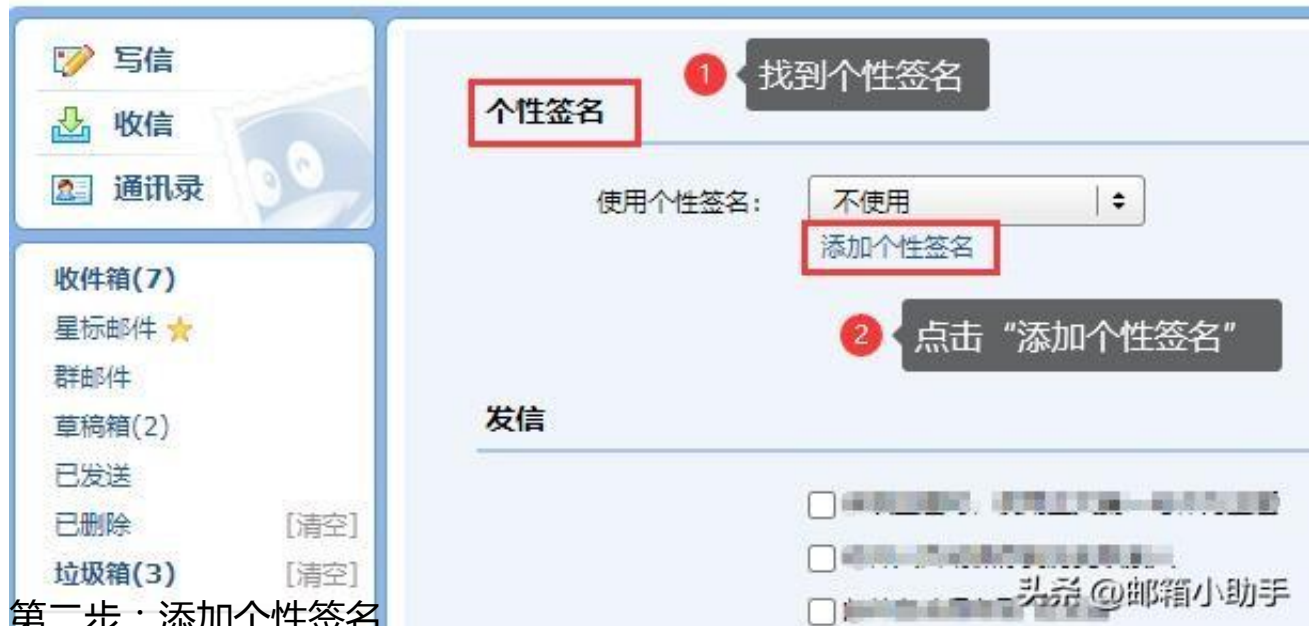 写信
收信
通讯录
收件箱(7)
星标邮件
群邮件
草稿箱(2)
已发送
已删除 [清空]
垃圾箱(3) [清空]
1 找到个性签名
个性签名
使用个性签名: 不使用
添加个性签名
2 点击“添加个性签名”
发信
头条 @邮箱小助手
第二步：添加个性签名